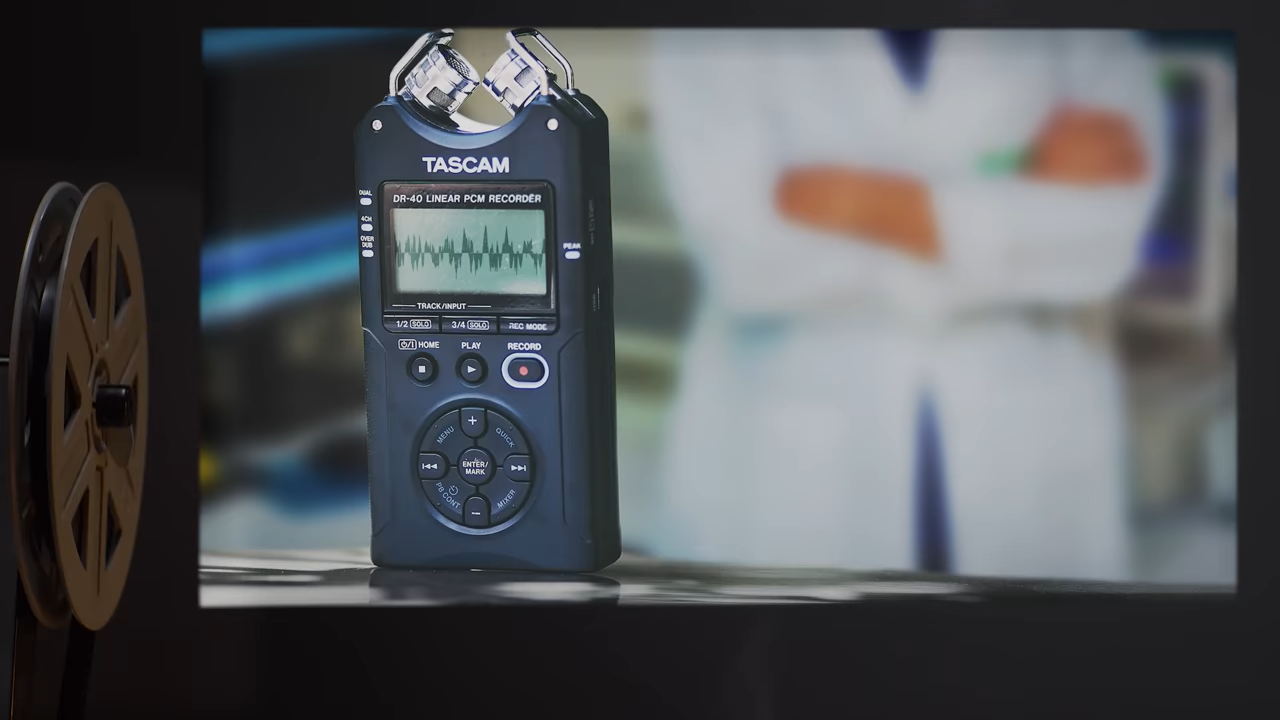 TASCAM
DR-40 LINEAR PCM RECORDER
DUAL
4CH
OVER
DUB
PEAK
TRACK/INPUT
1/2 SOLO
3/4 SOLO
REC MODE
HOME
PLAY
RECORD
MENU
QUICK
ENTER/
MARK
PB CONT
MIXER